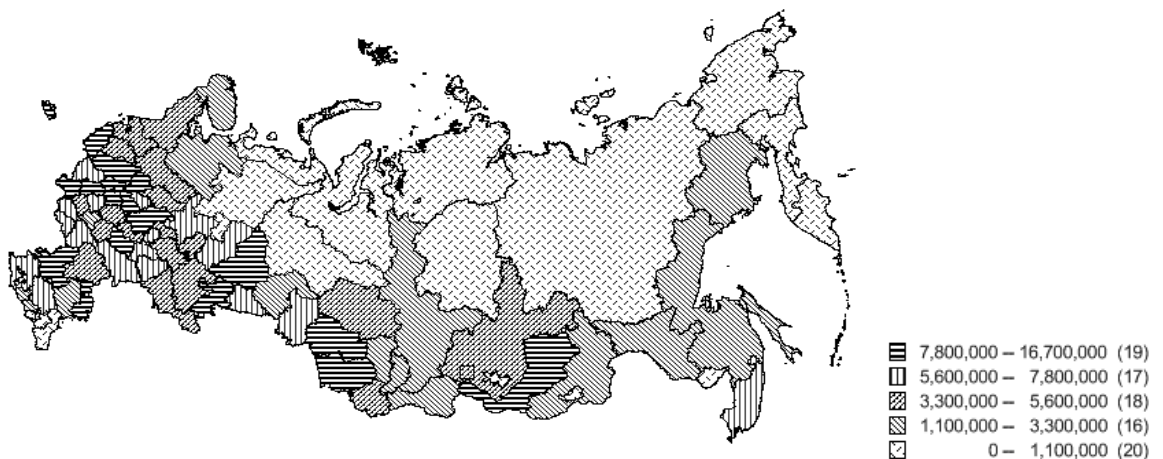 7,800,000 – 16,700,000 (19)
5,600,000 – 7,800,000 (17)
3,300,000 – 5,600,000 (18)
1,100,000 – 3,300,000 (16)
0 – 1,100,000 (20)